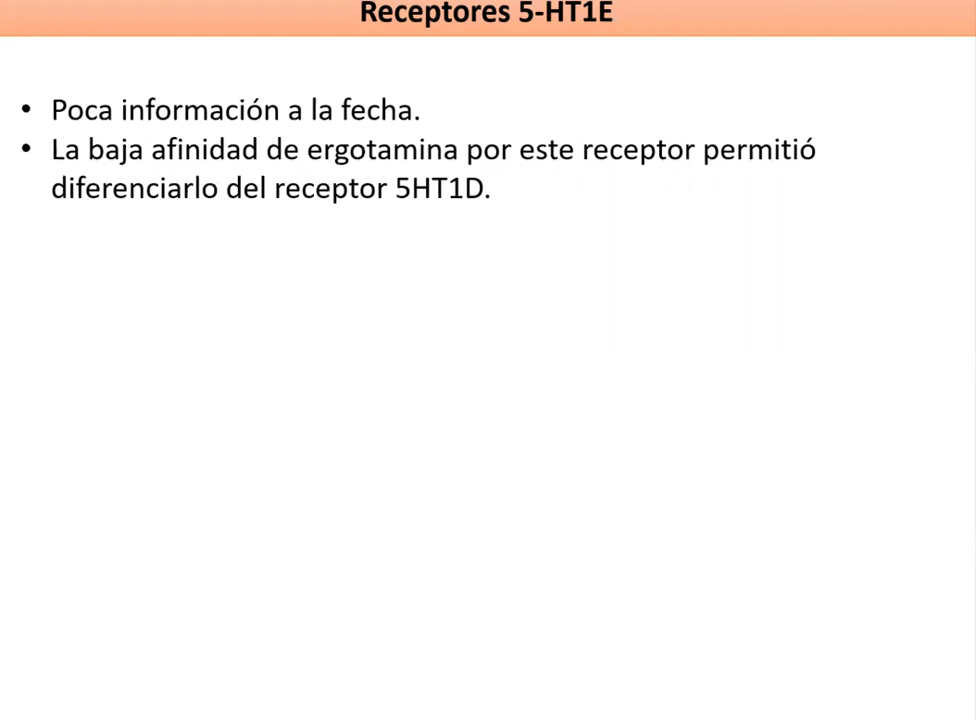 Receptores 5-HT1E
• Poca información a la fecha.
• La baja afinidad de ergotamina por este receptor permitió
diferenciarlo del receptor 5HT1D.